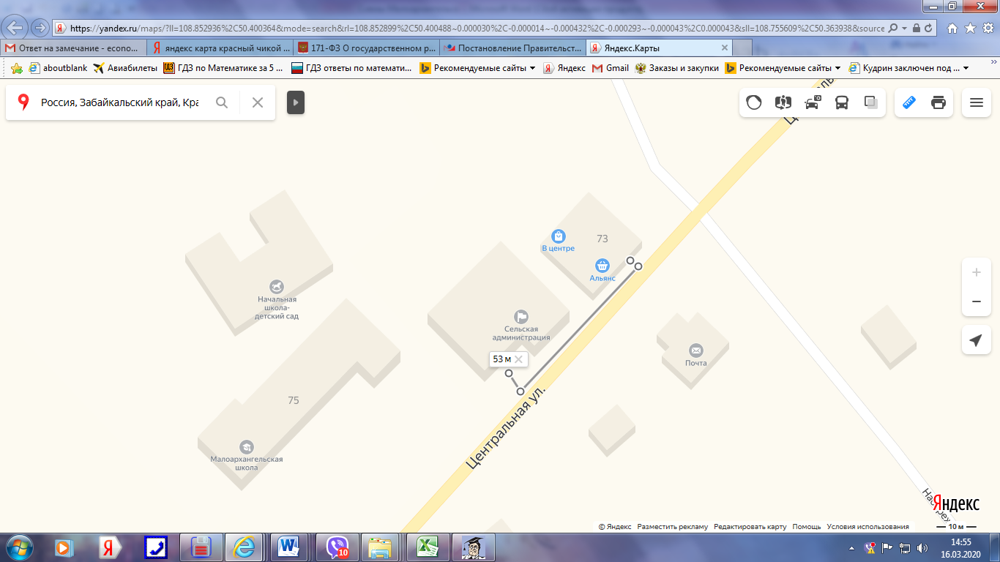 https://yandex.ru/maps/?ll=108.852936%2C50.400364&mode=search&rl=108.852899%2C50.400488~0.000030%2C-0.000014~-0.000432%2C-0.000293~-0.000043%2C0.000043&sll=108.755609%2C50.363938&source
Ответ на замечание - econo...
яндекс карта красный чикой ...
171-ФЗ О государственном р...
Постановление Правительст...
Яндекс.Карты
aboutblank
Авиабилеты
ГДЗ по Математике за 5 ...
ГДЗ ответы по математи...
Рекомендуемые сайты
Яндекс
Gmail
Заказы и закупки
Рекомендуемые сайты
Кудрин заключен под ...
Россия, Забайкальский край, Кра
73
В центре
Альянс
Начальная
школа-
детский сад
Сельская
администрация
53 м
Почта
75
Центральная ул.
Малоархангельская
школа
Яндекс
© Яндекс Разместить рекламу Редактировать карту Помощь Условия использования
10 м
10
14:55
16.03.2020